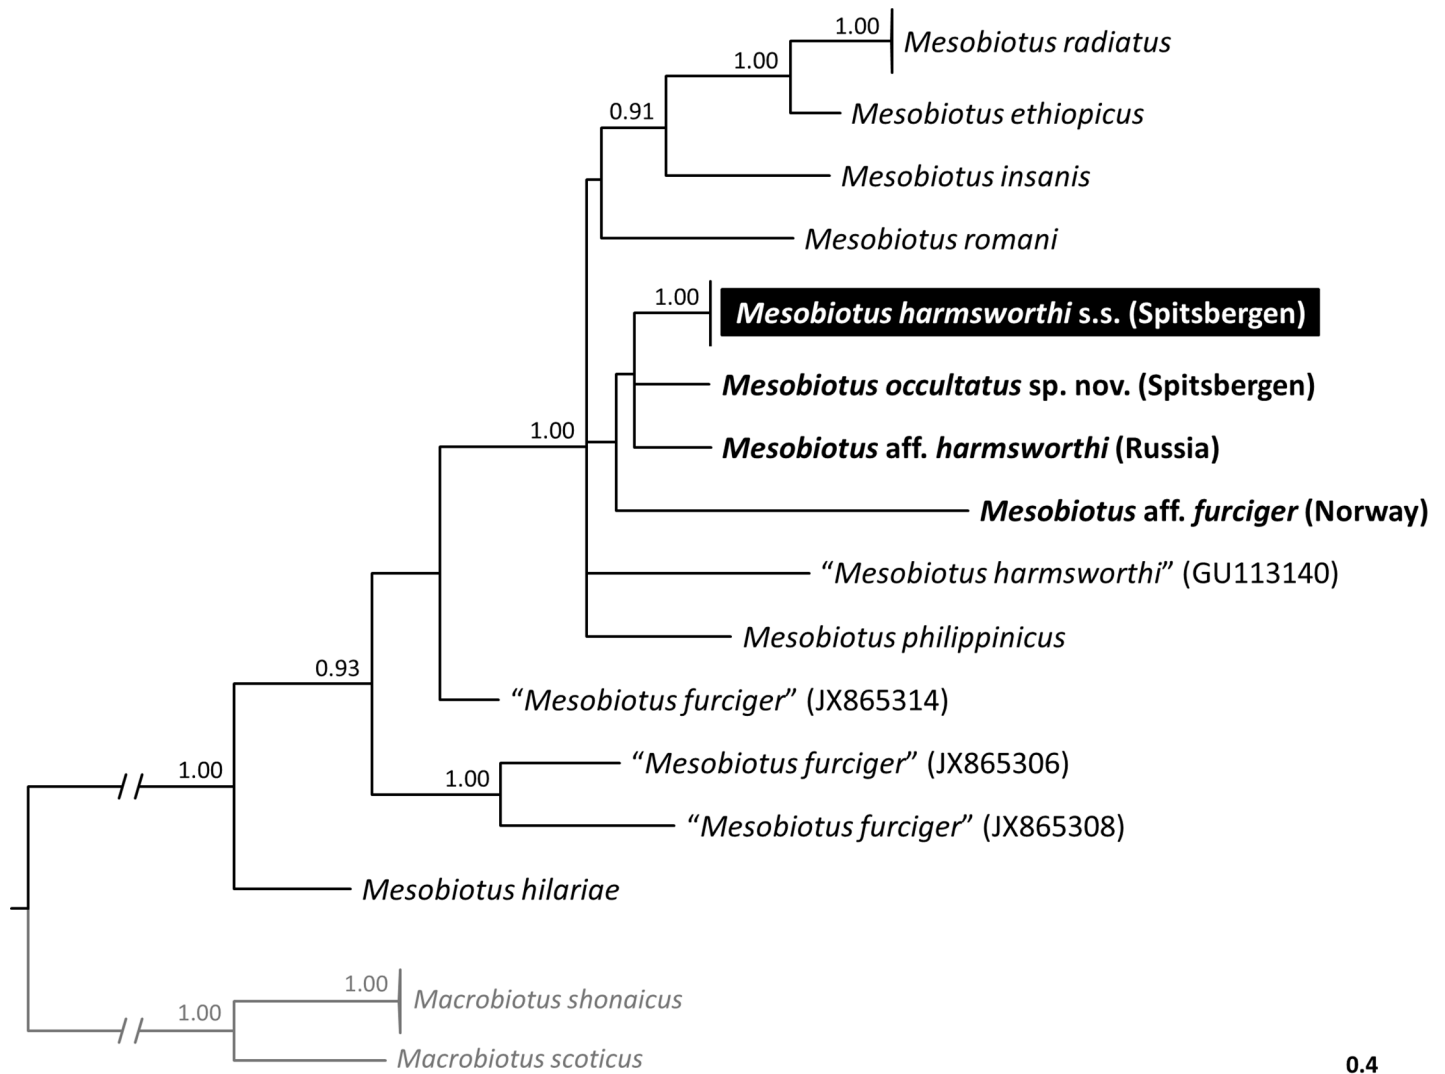 1.00
Mesobiotus radiatus
1.00
Mesobiotus ethiopicus
0.91
Mesobiotus insanis
Mesobiotus romani
1.00
Mesobiotus harmsworthi s.s. (Spitsbergen)
Mesobiotus occultatus sp. nov. (Spitsbergen)
1.00
Mesobiotus aff. harmsworthi (Russia)
Mesobiotus aff. furciger (Norway)
“Mesobiotus harmsworthi” (GU113140)
Mesobiotus philippinicus
0.93
“Mesobiotus furciger” (JX865314)
1.00
“Mesobiotus furciger” (JX865306)
1.00
“Mesobiotus furciger” (JX865308)
Mesobiotus hilariae
1.00
Macrobiotus shonaicus
1.00
Macrobiotus scoticus
0.4